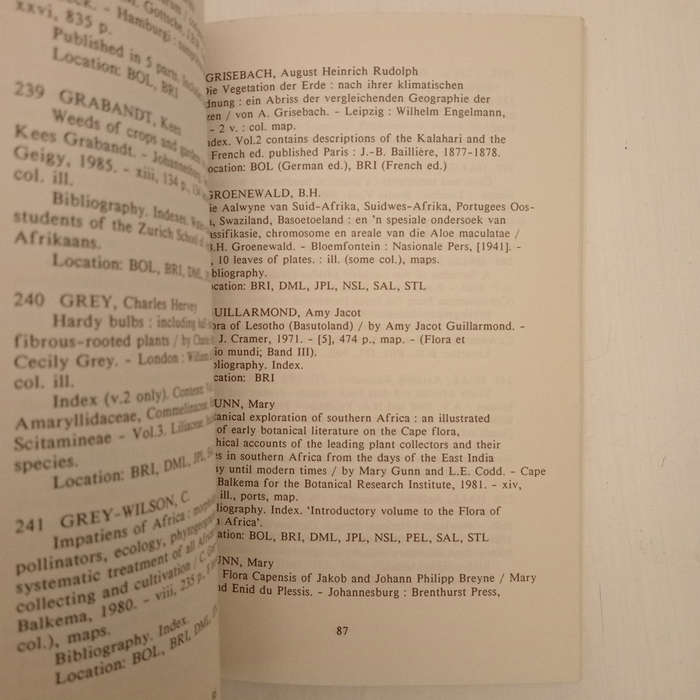 xxvi, 835 p.
Published in 5 parts.
Location: BOL, BRI
239 GRABANDT, Kees
Weeds of crops and garden
Kees Grabandt. - Johannesburg
Geigy, 1985. - xiii, 134 p.,
col. ill.
Bibliography. Indexes.
students of the Zurich School of
Afrikaans.
Location: BOL, BRI, DML,
240 GREY, Charles Hervey
Hardy bulbs : including
fibrous-rooted plants / by
Cecily Grey. - London :
col. ill.
Index (v.2 only).
Amaryllidaceae, Commelinaceae
Scitamineae - Vol.3. Liliaceae.
species.
Location: BRI, DML, JPL,
241 GREY-WILSON, C.
Impatiens of Africa :
pollinators, ecology,
systematic treatment of all
collecting and cultivation / C.
Balkema, 1980. - viii, 235 p.
col.), maps.
Bibliography. Index.
Location: BOL, BRI, DML,
GRISEBACH, August Heinrich Rudolph
Die Vegetation der Erde : nach ihrer klimatischen
dnung : ein Abriss der vergleichenden Geographie der
zen / von A. Grisebach. - Leipzig : Wilhelm Engelmann,
- 2 v. : col. map.
ndex. Vol.2 contains descriptions of the Kalahari and the
French ed. published Paris : J.-B. Baillière, 1877-1878.
ocation: BOL (German ed.), BRI (French ed.)
GROENEWALD, B.H.
ie Aalwyne van Suid-Afrika, Suidwes-Afrika, Portugees Oos-
a, Swaziland, Basoetoeland : en 'n spesiale ondersoek van
assifikasie, chromosome en areale van die Aloe maculatae /
B.H. Groenewald. - Bloemfontein : Nasionale Pers, [1941]. -
, 10 leaves of plates. : ill. (some col.), maps.
bliography.
ocation: BRI, DML, JPL, NSL, SAL, STL
GUILLARMOND, Amy Jacot
lora of Lesotho (Basutoland) / by Amy Jacot Guillarmond. -
: J. Cramer, 1971. - [5], 474 p., map. - (Flora et
tio mundi; Band III).
bliography. Index.
cation: BRI
UNN, Mary
tanical exploration of southern Africa : an illustrated
of early botanical literature on the Cape flora,
hical accounts of the leading plant collectors and their
es in southern Africa from the days of the East India
ny until modern times / by Mary Gunn and L.E. Codd. - Cape
Balkema for the Botanical Research Institute, 1981. - xiv,
ill., ports, map.
bliography. Index. 'Introductory volume to the Flora of
n Africa'.
cation: BOL, BRI, DML, JPL, NSL, PEL, SAL, STL
UNN, Mary
Flora Capensis of Jakob and Johann Philipp Breyne / Mary
nd Enid du Plessis. - Johannesburg : Brenthurst Press,
87